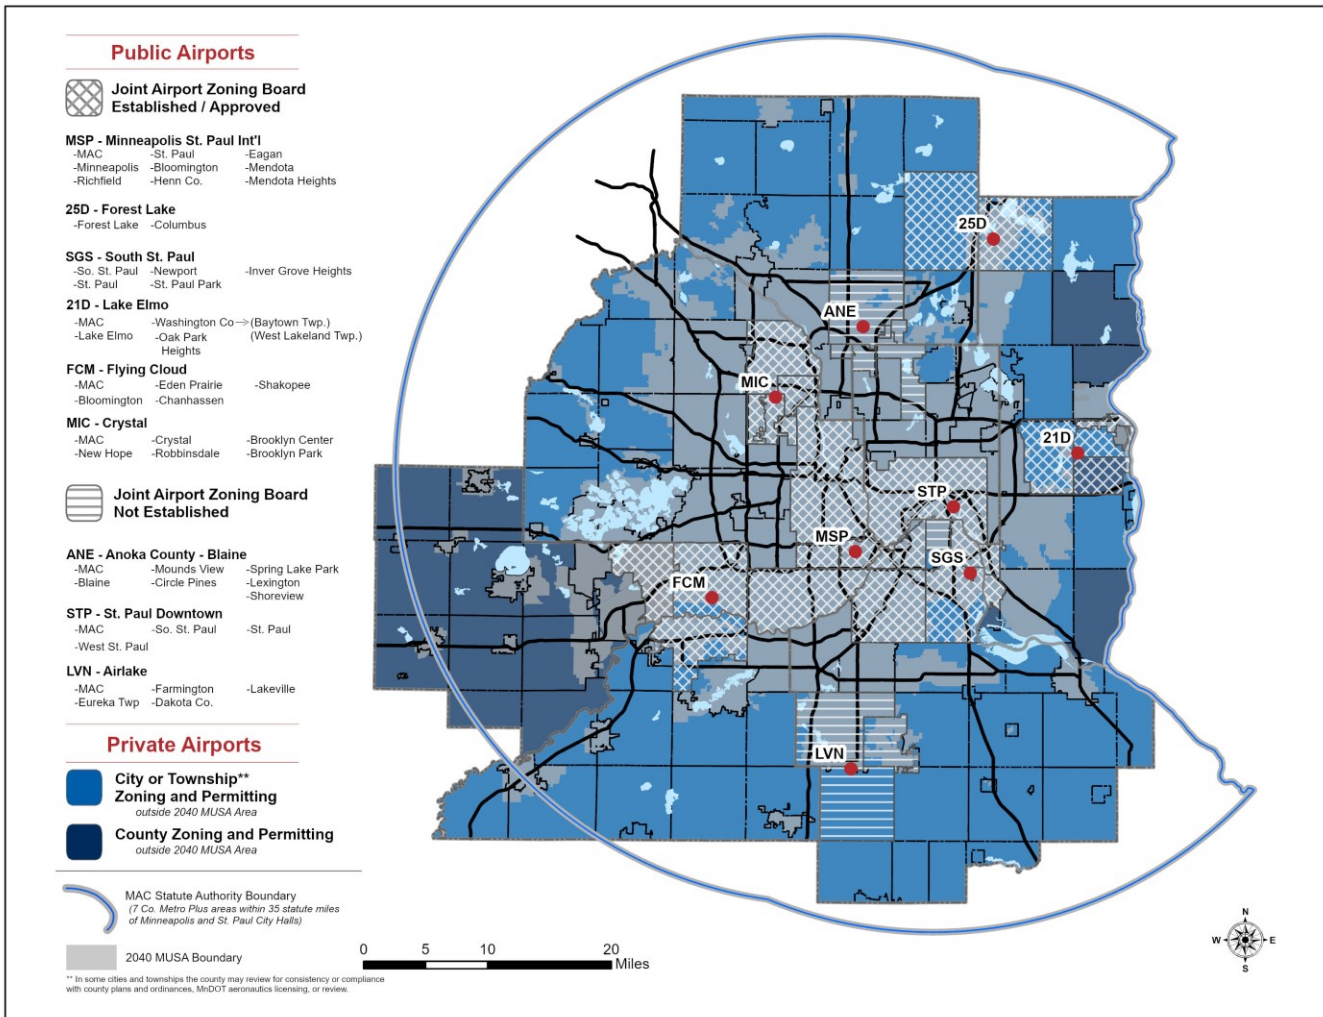 Public Airports
Joint Airport Zoning Board
Established / Approved
MSP - Minneapolis St. Paul Int'l
-MAC -St. Paul -Eagan
-Minneapolis -Bloomington -Mendota
-Richfield -Henn Co. -Mendota Heights
25D - Forest Lake
-Forest Lake -Columbus
SGS - South St. Paul
-So. St. Paul -Newport -Inver Grove Heights
-St. Paul -St. Paul Park
21D - Lake Elmo
-MAC -Washington Co→(Baytown Twp.)
-Lake Elmo -Oak Park (West Lakeland Twp.)
Heights
FCM - Flying Cloud
-MAC -Eden Prairie -Shakopee
-Bloomington -Chanhassen
MIC - Crystal
-MAC -Crystal -Brooklyn Center
-New Hope -Robbinsdale -Brooklyn Park
Joint Airport Zoning Board
Not Established
ANE - Anoka County - Blaine
-MAC -Mounds View -Spring Lake Park
-Blaine -Circle Pines -Lexington
-Shoreview
STP - St. Paul Downtown
-MAC -So. St. Paul -St. Paul
-West St. Paul
LVN - Airlake
-MAC -Farmington -Lakeville
-Eureka Twp -Dakota Co.
Private Airports
City or Township**
Zoning and Permitting
outside 2040 MUSA Area
County Zoning and Permitting
outside 2040 MUSA Area
MAC Statute Authority Boundary
(7 Co. Metro Plus areas within 35 statute miles
of Minneapolis and St. Paul City Halls)
2040 MUSA Boundary
** In some cities and townships the county may review for consistency or compliance
with county plans and ordinances, MnDOT aeronautics licensing, or review.
25D
ANE
MIC
21D
STP
MSP
SGS
FCM
LVN
0 5 10 20
Miles
N
W E
S